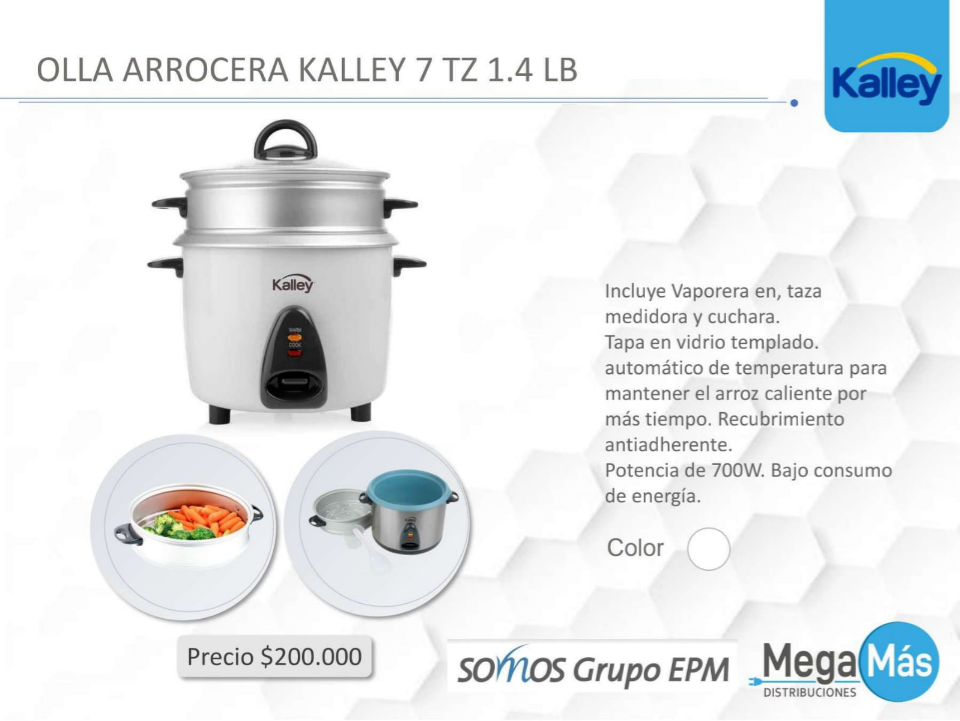 OLLA ARROCERA KALLEY 7 TZ 1.4 LB
Kalley
Kalley
WARM
COOK
Incluye Vaporera en, taza
medidora y cuchara.
Tapa en vidrio templado.
automático de temperatura para
mantener el arroz caliente por
más tiempo. Recubrimiento
antiadherente.
Potencia de 700W. Bajo consumo
de energía.
Color
Precio $200.000
SOMOS Grupo EPM
Mega Más
DISTRIBUCIONES